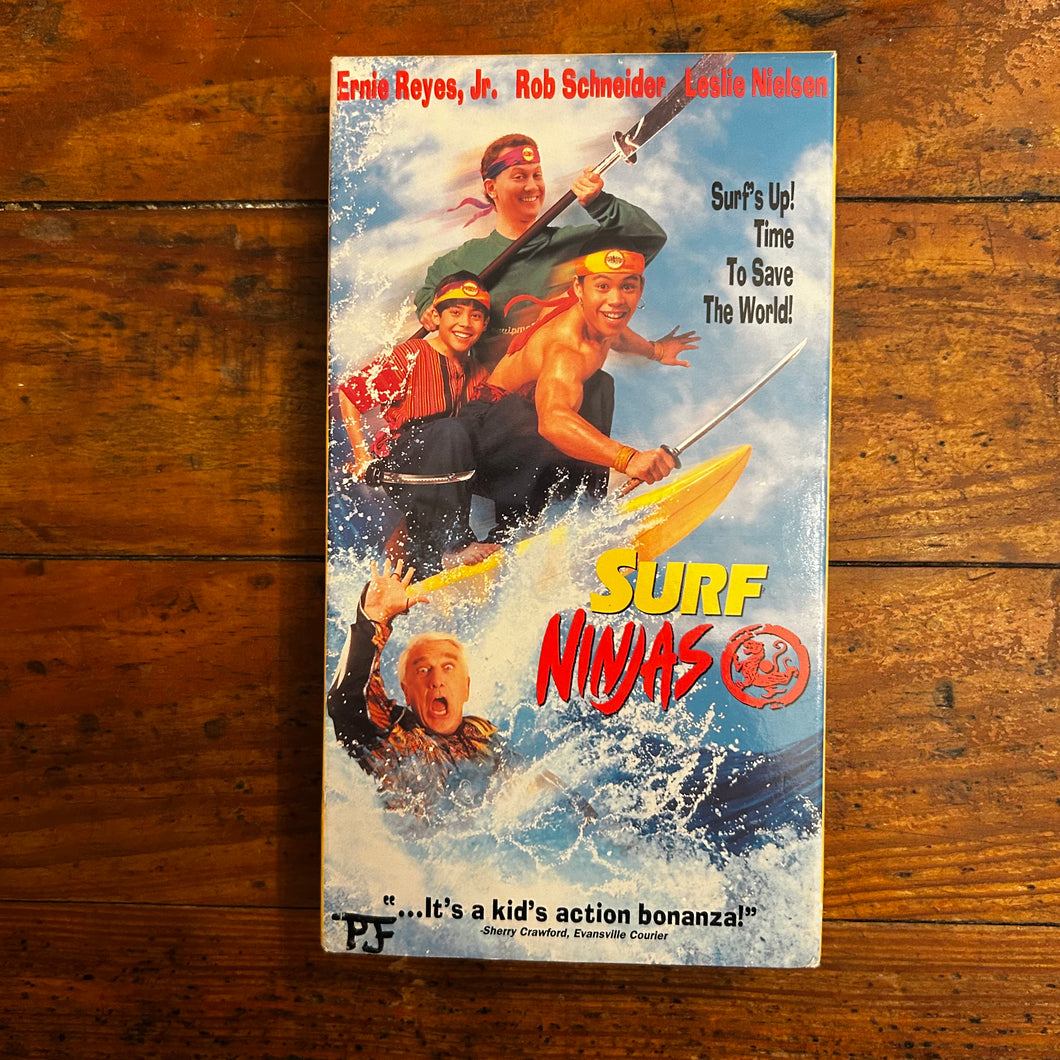 Ernie Reyes, Jr. Rob Schneider Leslie Nielsen
Surf's Up!
Time
To Save
The World!
SURF
NINJAS
"...It's a kid's action bonanza!"
-Sherry Crawford, Evansville Courier
PJ